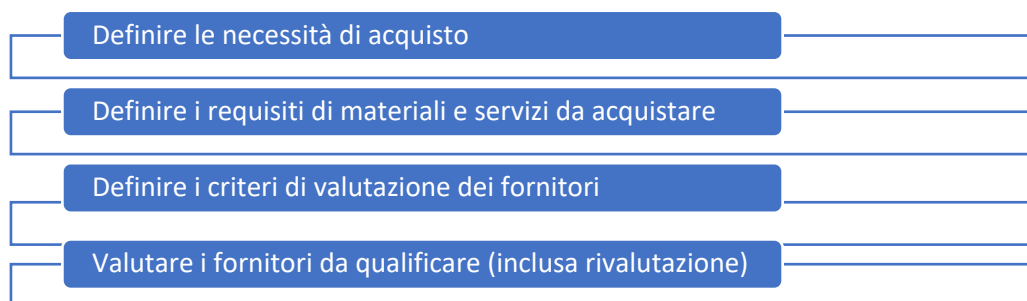 Definire le necessità di acquisto
Definire i requisiti di materiali e servizi da acquistare
Definire i criteri di valutazione dei fornitori
Valutare i fornitori da qualificare (inclusa rivalutazione)